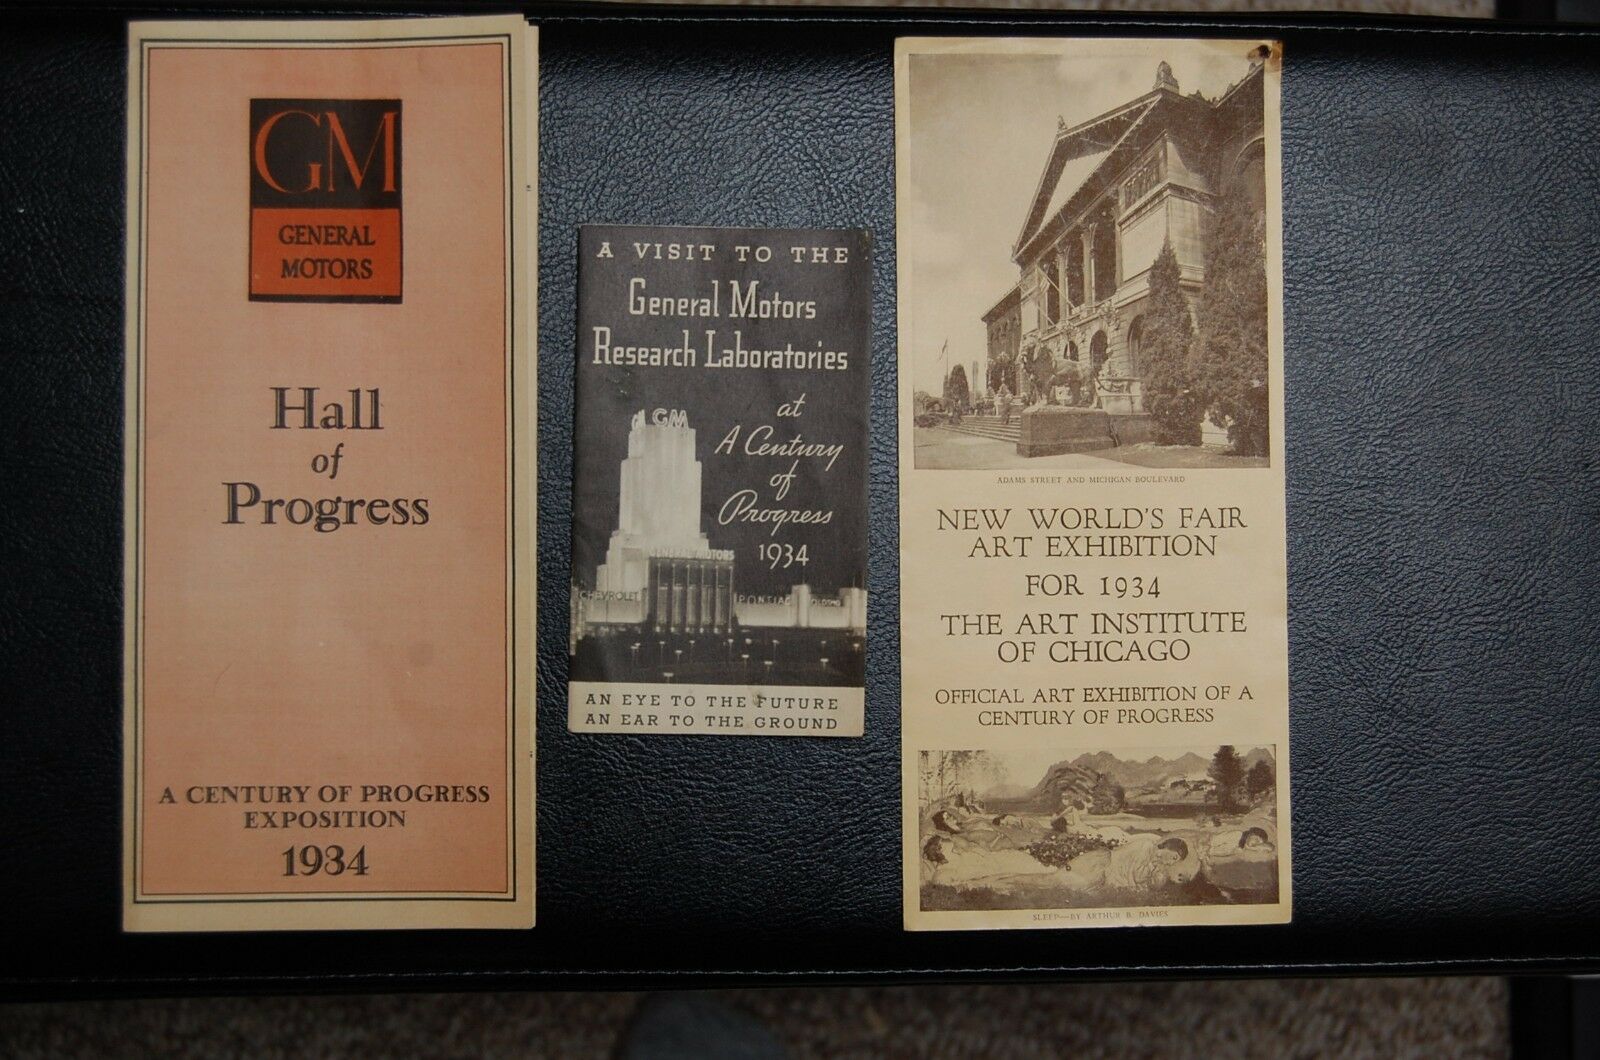 GM
GENERAL
MOTORS
Hall
of
Progress
A CENTURY OF PROGRESS
EXPOSITION
1934
A VISIT TO THE
General Motors
Research Laboratories
at
A Century
of
Progress
1934
GM
GENERAL MOTORS
CHEVROLET
PONTIAC
AN EYE TO THE FUTURE
AN EAR TO THE GROUND
ADAMS STREET AND MICHIGAN BOULEVARD
NEW WORLD'S FAIR
ART EXHIBITION
FOR 1934
THE ART INSTITUTE
OF CHICAGO
OFFICIAL ART EXHIBITION OF A
CENTURY OF PROGRESS
SLEEP—BY ARTHUR B. DAVIES